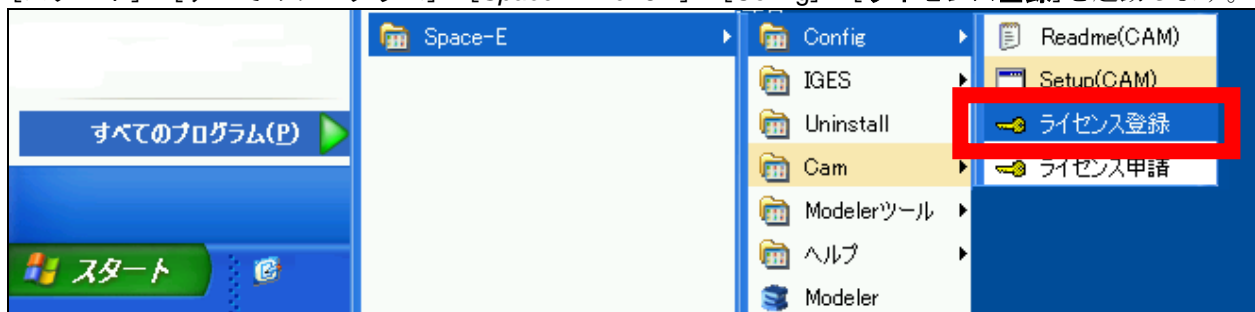 Space-E
Config
Readme(CAM)
IGES
Setup(CAM)
すべてのプログラム(P)
Uninstall
ライセンス登録
Cam
ライセンス申請
Modelerツール
スタート
ヘルプ
Modeler